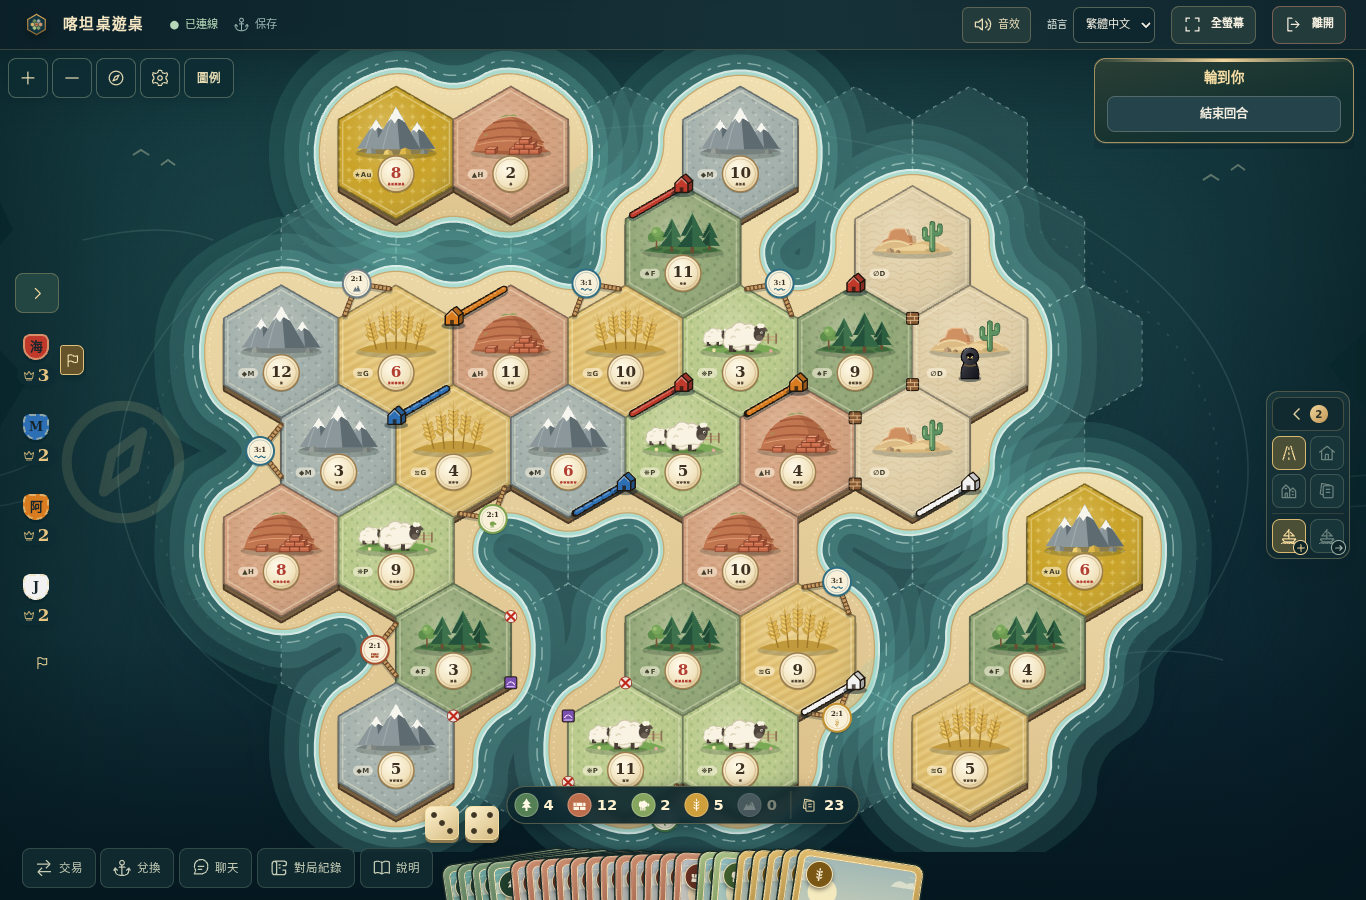 喀坦桌遊桌
已連線
保存
音效
語言
繁體中文
全螢幕
離開
圖例
輪到你
結束回合
★Au 8
▲H 2
◆M 10
♠F 11
∅D
2:1
3:1
3:1
◆M 12
≋G 6
▲H 11
≋G 10
❋P 3
♠F 9
∅D
3:1
◆M 3
≋G 4
◆M 6
❋P 5
▲H 4
∅D
2:1
▲H 8
❋P 9
▲H 10
3:1
★Au 6
2:1
♠F 3
♠F 8
≋G 9
♠F 4
2:1
◆M 5
❋P 11
❋P 2
≋G 5
海
3
M
2
阿
2
J
2
2
4
12
2
5
0
23
交易
兌換
聊天
對局紀錄
說明